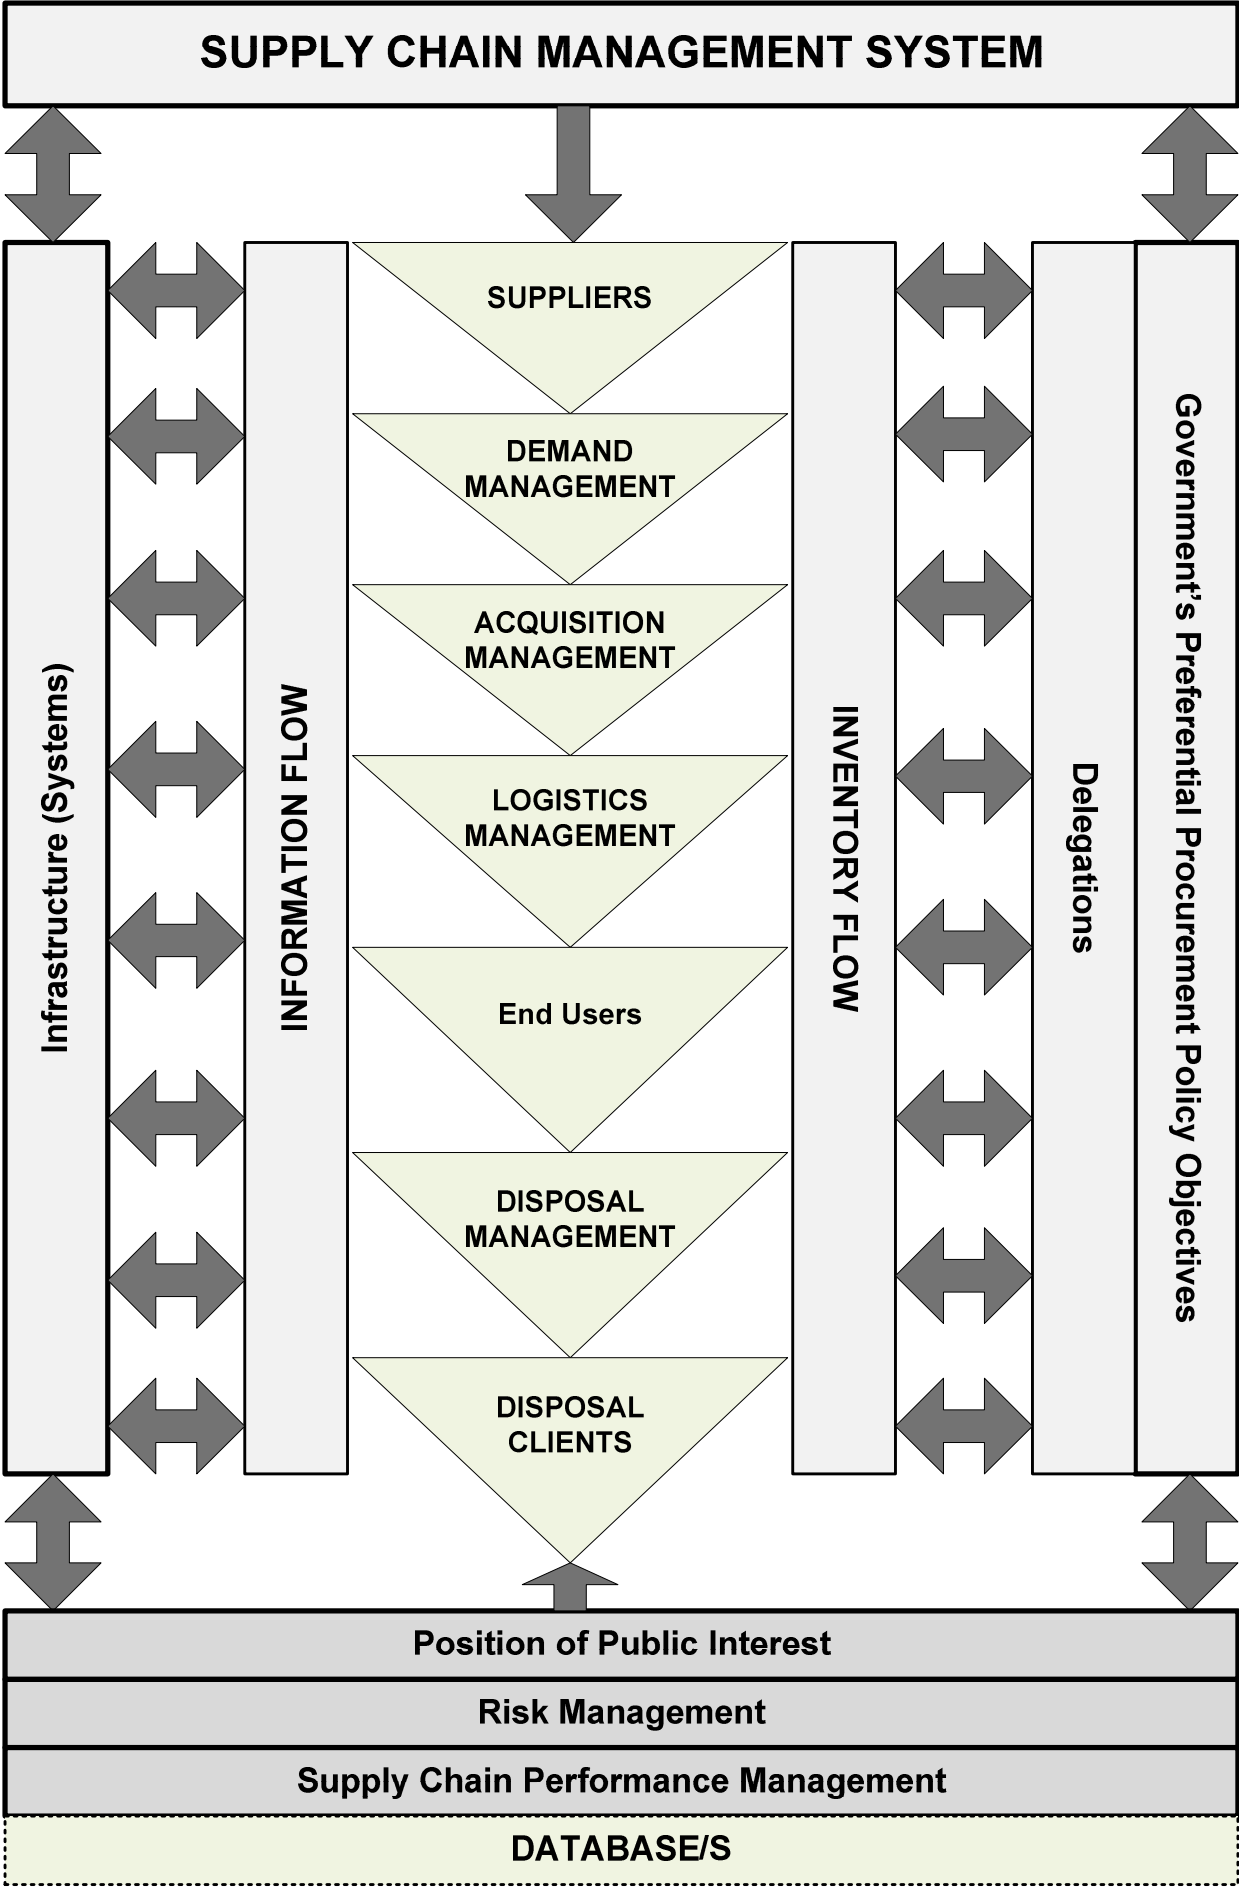 SUPPLY CHAIN MANAGEMENT SYSTEM
Infrastructure (Systems)
INFORMATION FLOW
SUPPLIERS
DEMAND
MANAGEMENT
ACQUISITION
MANAGEMENT
LOGISTICS
MANAGEMENT
End Users
DISPOSAL
MANAGEMENT
DISPOSAL
CLIENTS
INVENTORY FLOW
Delegations
Government’s Preferential Procurement Policy Objectives
Position of Public Interest
Risk Management
Supply Chain Performance Management
DATABASE/S